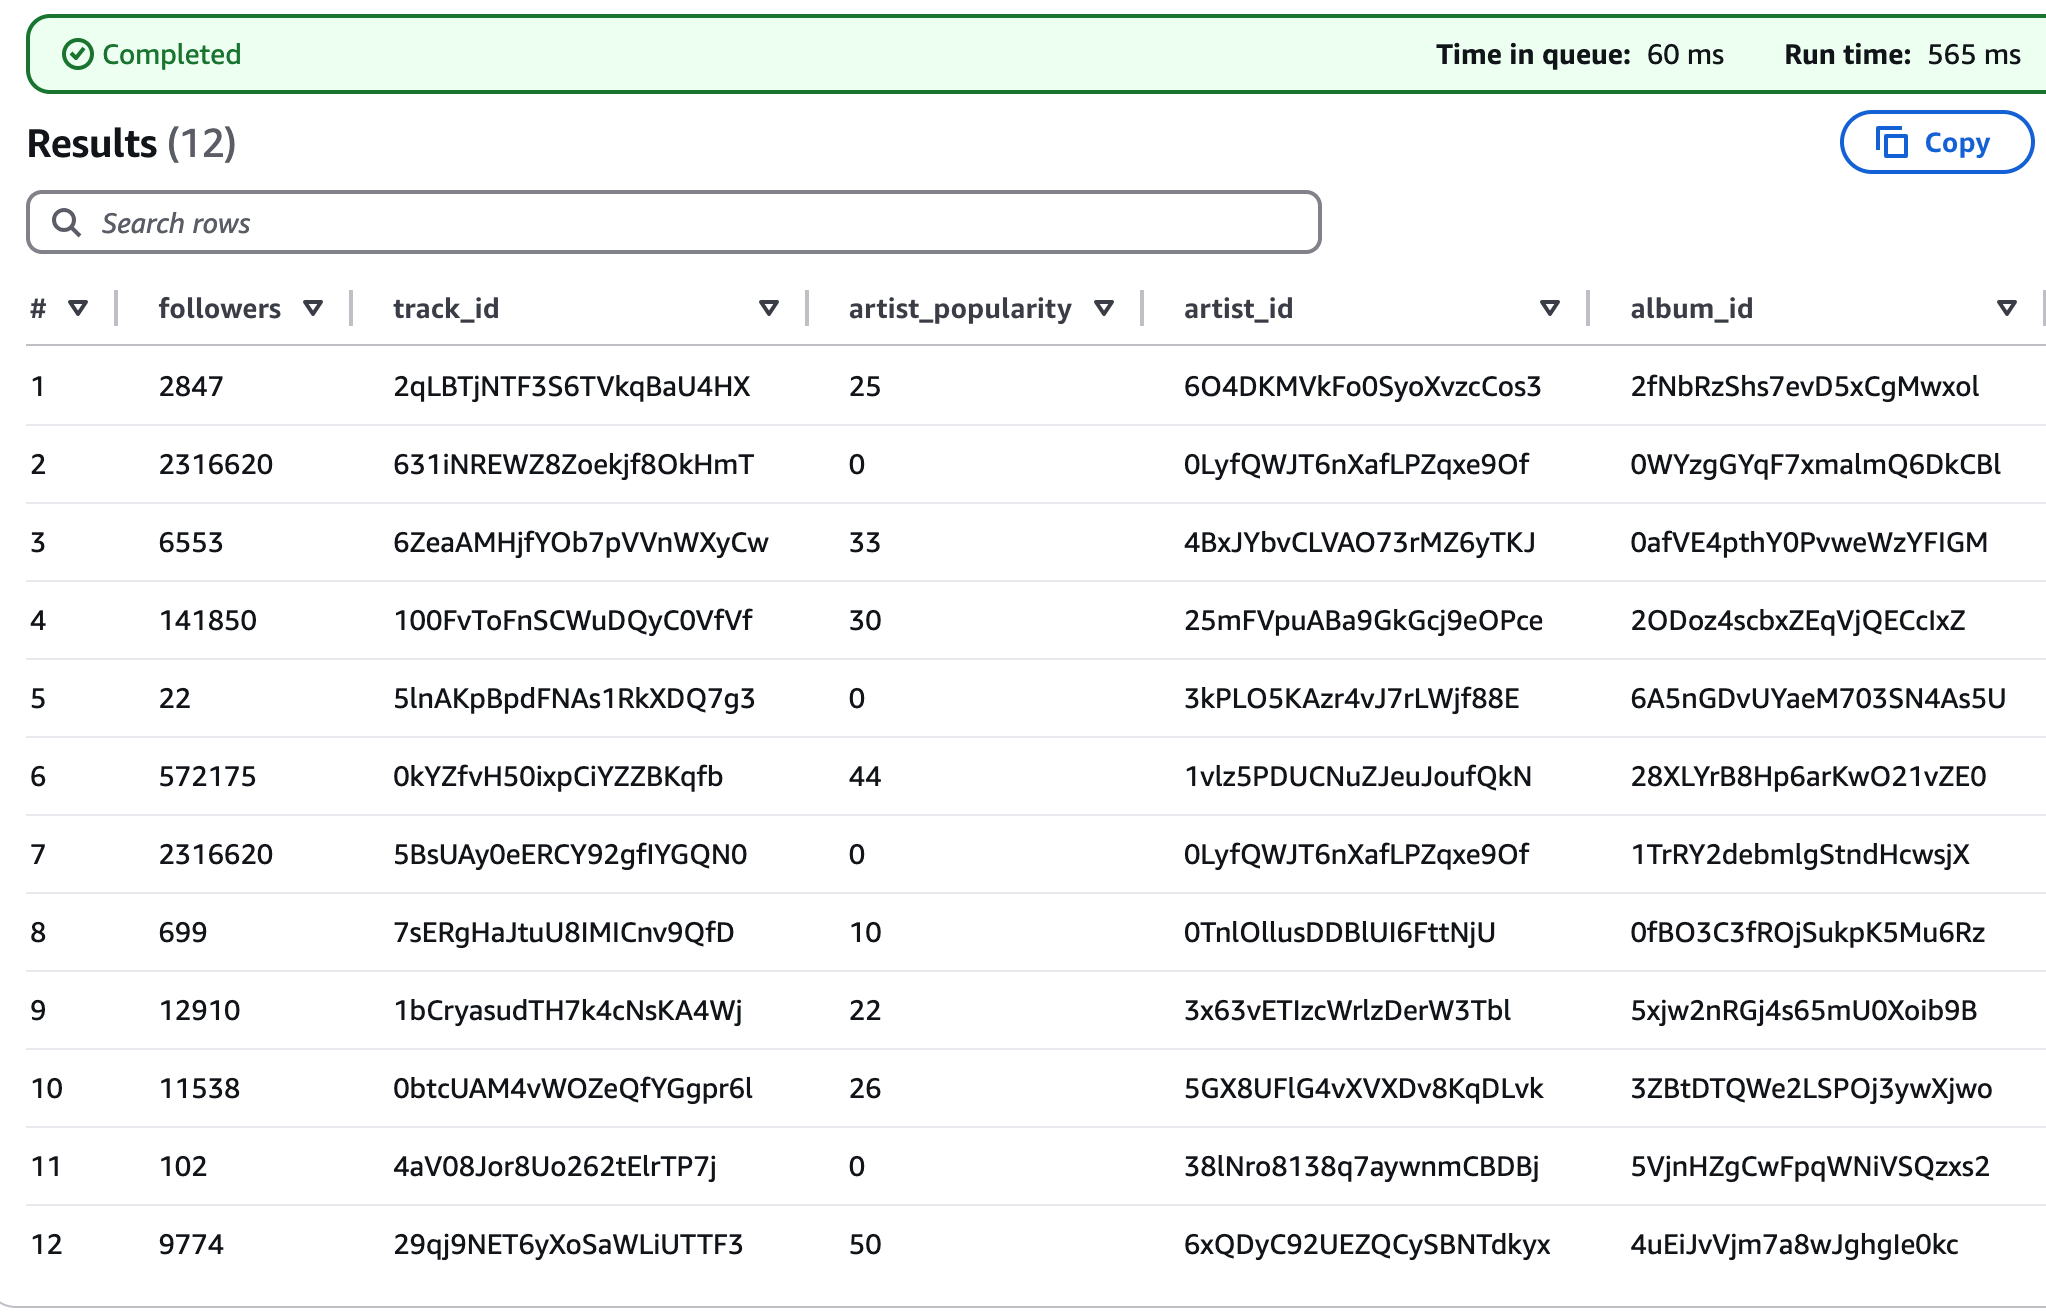 Completed Time in queue: 60 ms Run time: 565 ms
Results (12) Copy
Search rows
# followers track_id artist_popularity artist_id album_id
1 2847 2qLBTjNTF3S6TVkqBaU4HX 25 6O4DKMVkFo0SyoXvzcCos3 2fNbRzShs7evD5xCgMwxol
2 2316620 631iNREWZ8Zoekjf8OkHmT 0 0LyfQWJT6nXafLPZqxe9Of 0WYzgGYqF7xmalmQ6DkCBl
3 6553 6ZeaAMHjfYOb7pVVnWXyCw 33 4BxJYbvCLVAO73rMZ6yTKJ 0afVE4pthY0PvweWzYFIGM
4 141850 100FvToFnSCWuDQyC0VfVf 30 25mFVpuABa9GkGcj9eOPce 2ODoz4scbxZEqVjQECcIxZ
5 22 5lnAKpBpdFNAs1RkXDQ7g3 0 3kPLO5KAzr4vJ7rLWjf88E 6A5nGDvUYaeM703SN4As5U
6 572175 0kYZfvH50ixpCiYZZBKqfb 44 1vlz5PDUCNuZJeuJoufQkN 28XLYrB8Hp6arKwO21vZE0
7 2316620 5BsUAy0eERCY92gfIYGQN0 0 0LyfQWJT6nXafLPZqxe9Of 1TrRY2debmlgStndHcwsjX
8 699 7sERgHaJtuU8IMICnv9QfD 10 0TnlOllusDDBlUI6FttNjU 0fBO3C3fROjSukpK5Mu6Rz
9 12910 1bCryasudTH7k4cNsKA4Wj 22 3x63vETIzcWrlzDerW3Tbl 5xjw2nRGj4s65mU0Xoib9B
10 11538 0btcUAM4vWOZeQfYGgpr6l 26 5GX8UFlG4vXVXDv8KqDLvk 3ZBtDTQWe2LSPOj3ywXjwo
11 102 4aV08Jor8Uo262tElrTP7j 0 38lNro8138q7aywnmCBDBj 5VjnHZgCwFpqWNiVSQzxs2
12 9774 29qj9NET6yXoSaWLiUTTF3 50 6xQDyC92UEZQCySBNTdkyx 4uEiJvVjm7a8wJghgIe0kc